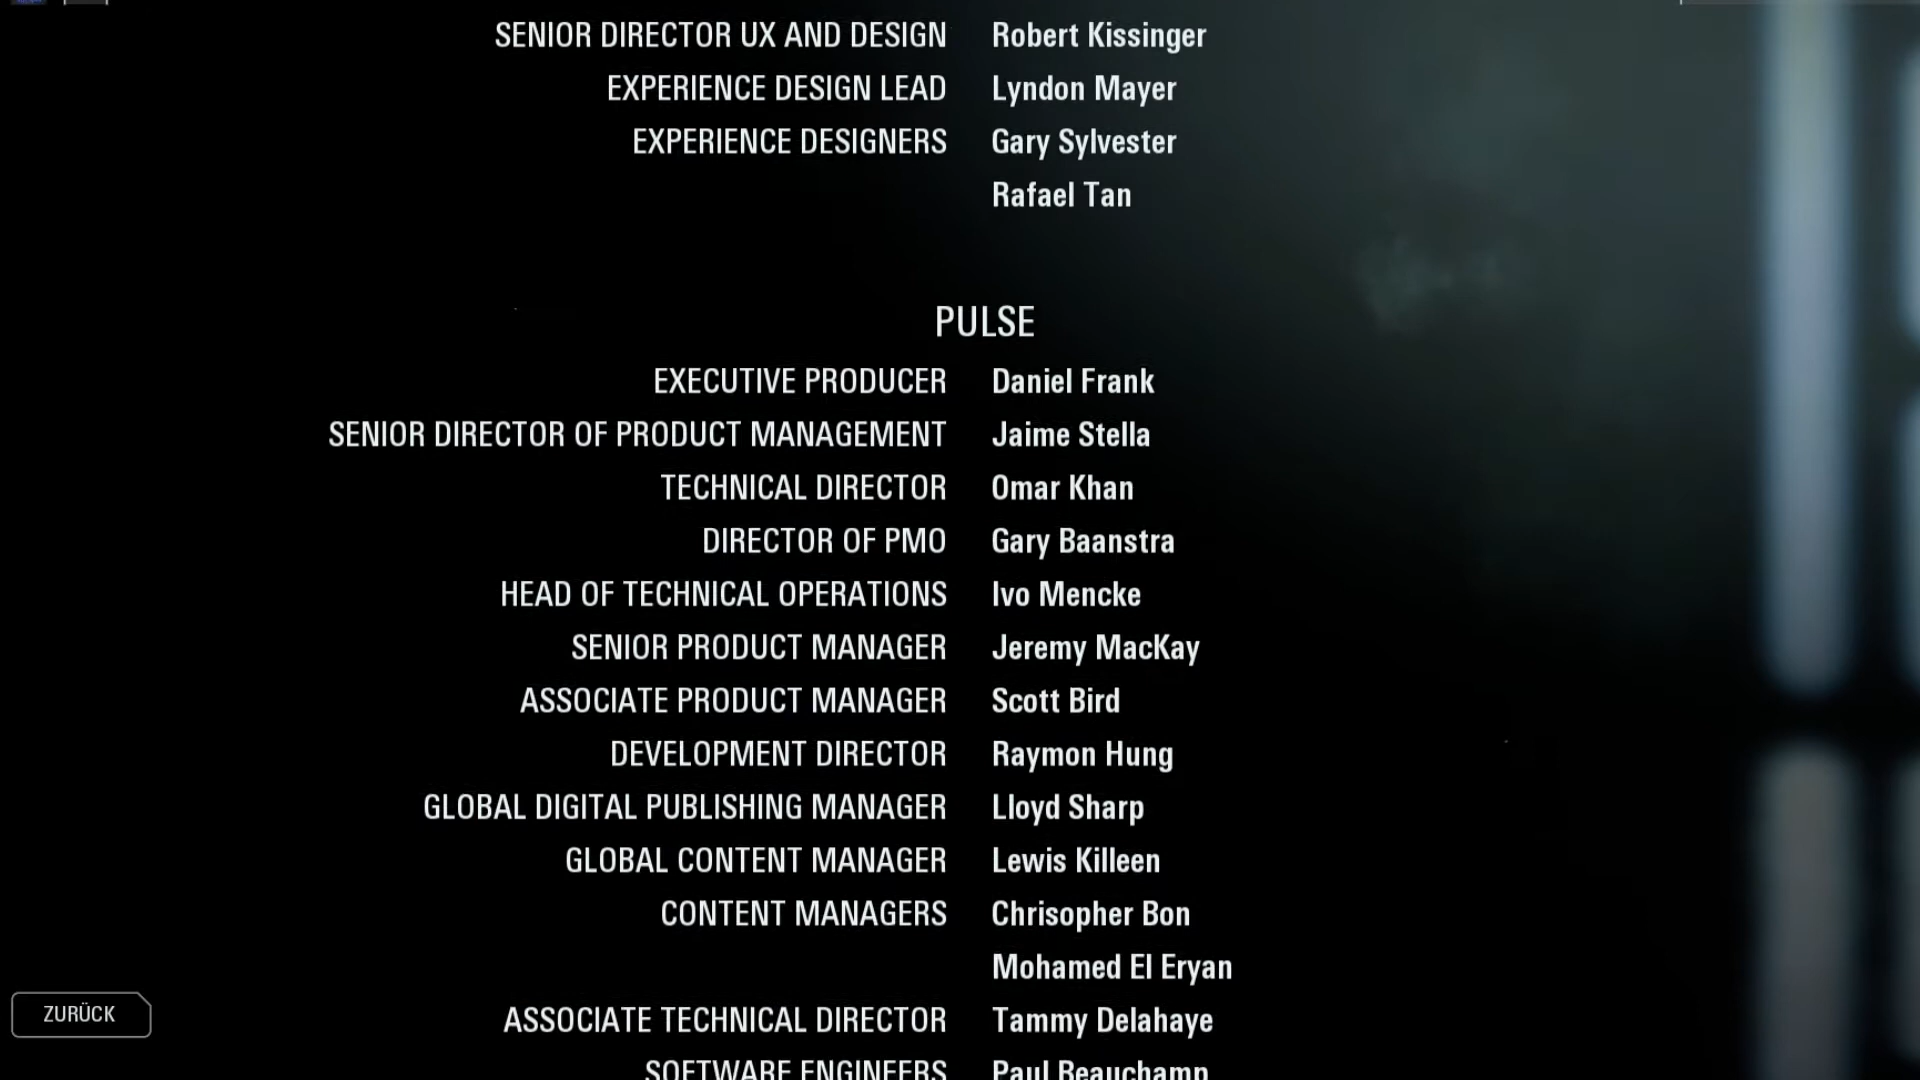 SENIOR DIRECTOR UX AND DESIGN Robert Kissinger
EXPERIENCE DESIGN LEAD Lyndon Mayer
EXPERIENCE DESIGNERS Gary Sylvester
Rafael Tan
PULSE
EXECUTIVE PRODUCER Daniel Frank
SENIOR DIRECTOR OF PRODUCT MANAGEMENT Jaime Stella
TECHNICAL DIRECTOR Omar Khan
DIRECTOR OF PMO Gary Baanstra
HEAD OF TECHNICAL OPERATIONS Ivo Mencke
SENIOR PRODUCT MANAGER Jeremy MacKay
ASSOCIATE PRODUCT MANAGER Scott Bird
DEVELOPMENT DIRECTOR Raymon Hung
GLOBAL DIGITAL PUBLISHING MANAGER Lloyd Sharp
GLOBAL CONTENT MANAGER Lewis Killeen
CONTENT MANAGERS Chrisopher Bon
Mohamed El Eryan
ZURÜCK
ASSOCIATE TECHNICAL DIRECTOR Tammy Delahaye
SOFTWARE ENGINEERS Paul Beauchamp